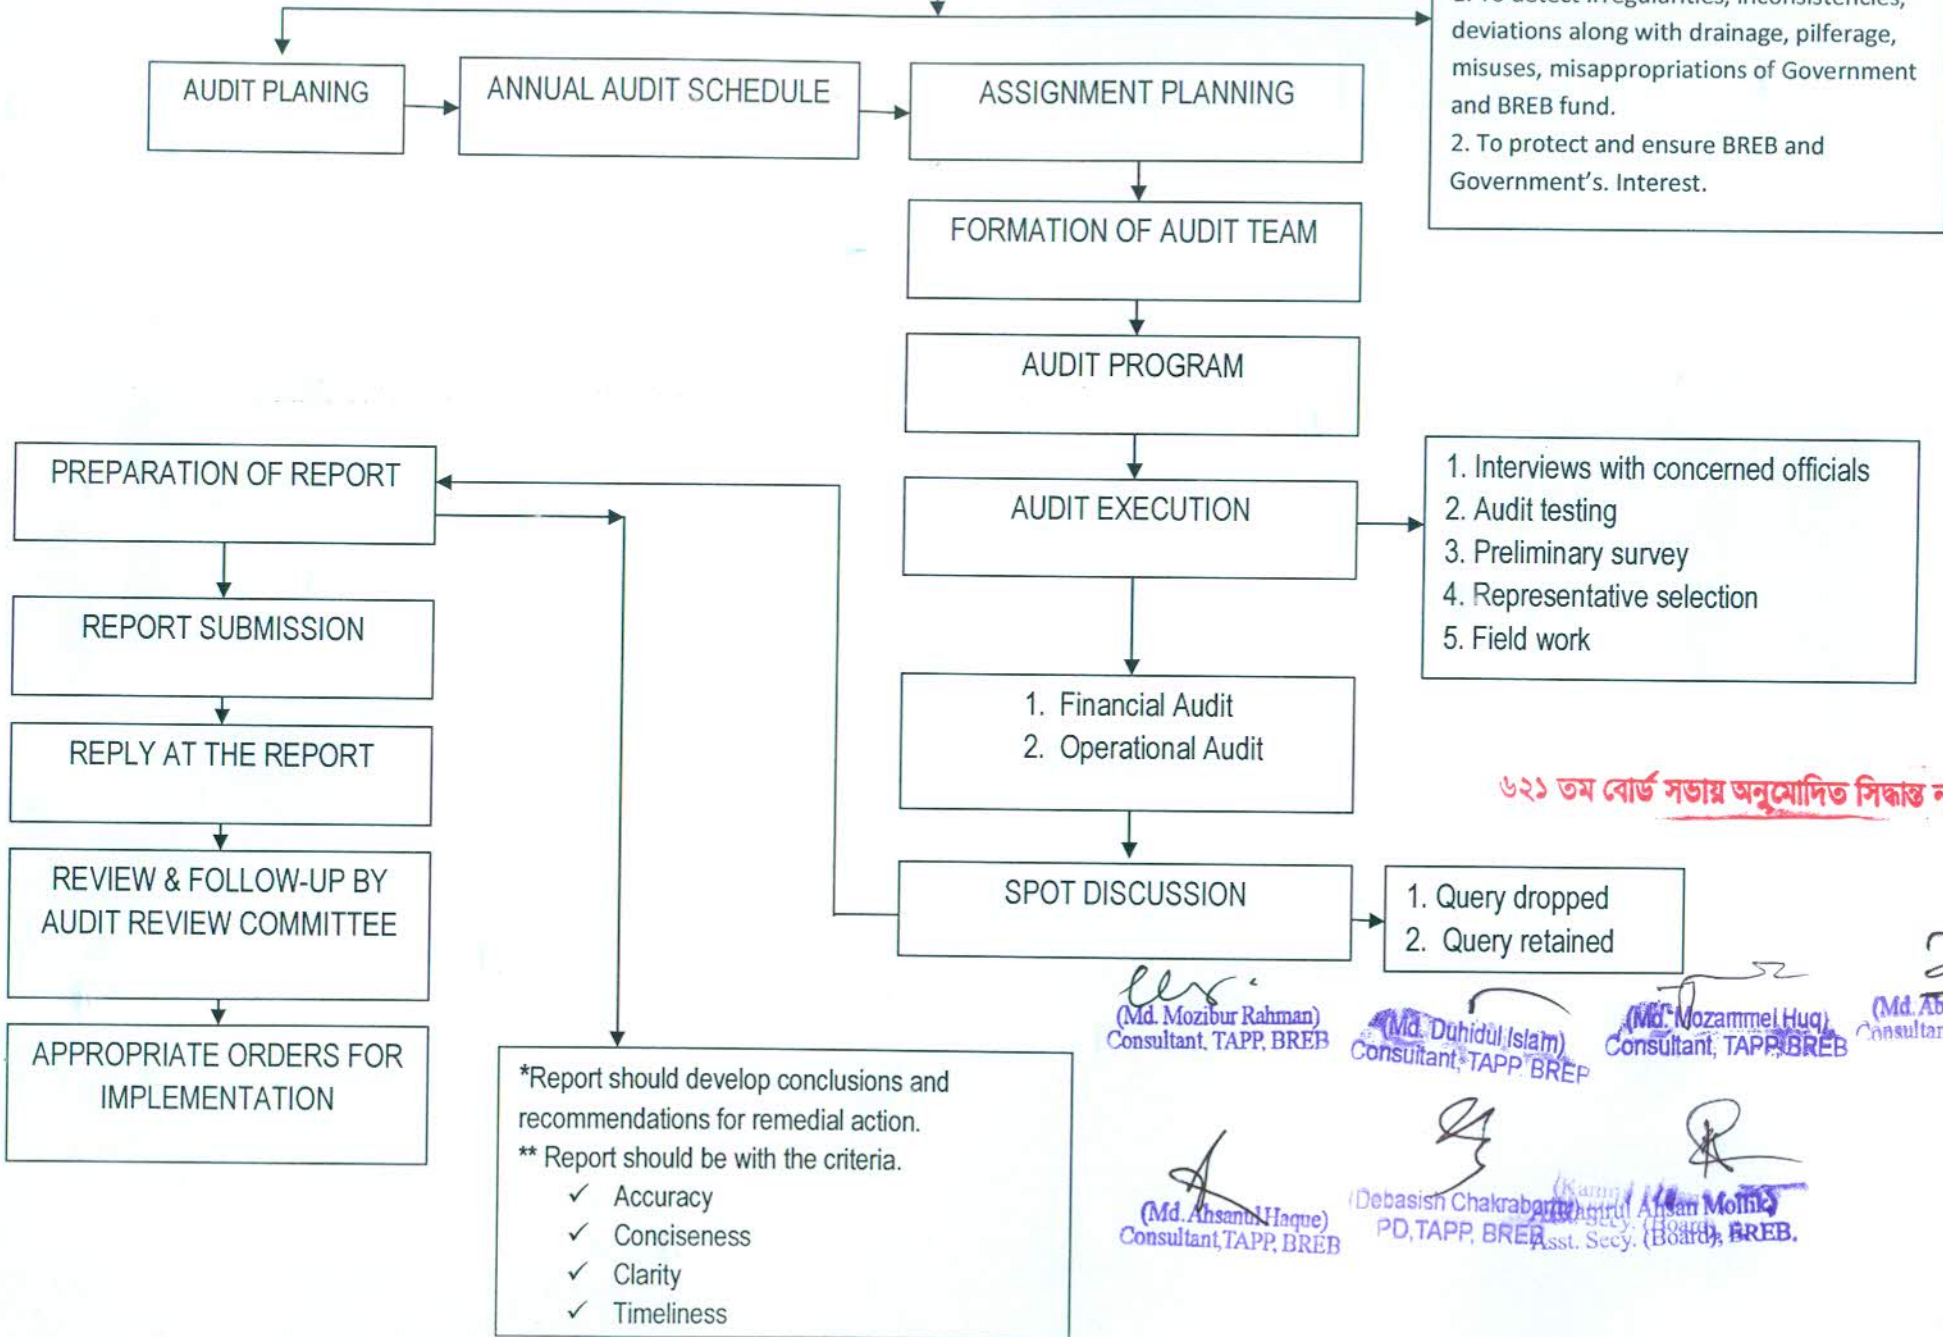 deviations along with drainage, pilferage,
misuses, misappropriations of Government
and BREB fund.
2. To protect and ensure BREB and
Government's. Interest.
AUDIT PLANING
ANNUAL AUDIT SCHEDULE
ASSIGNMENT PLANNING
FORMATION OF AUDIT TEAM
AUDIT PROGRAM
AUDIT EXECUTION
1. Interviews with concerned officials
2. Audit testing
3. Preliminary survey
4. Representative selection
5. Field work
1. Financial Audit
2. Operational Audit
SPOT DISCUSSION
1. Query dropped
2. Query retained
PREPARATION OF REPORT
REPORT SUBMISSION
REPLY AT THE REPORT
REVIEW & FOLLOW-UP BY
AUDIT REVIEW COMMITTEE
APPROPRIATE ORDERS FOR
IMPLEMENTATION
*Report should develop conclusions and
recommendations for remedial action.
** Report should be with the criteria.
✓ Accuracy
✓ Conciseness
✓ Clarity
✓ Timeliness
৬২১ তম বোর্ড সভায় অনুমোদিত সিদ্ধান্ত
(Md. Mozibur Rahman)
Consultant, TAPP, BREB
(Md. Duhidul Islam)
Consultant, TAPP. BREP
(Md. Mozammel Huq)
Consultant, TAPP BREB
(Md.
(Md. Ahsanul Haque)
Consultant, TAPP, BREB
(Debasish
PD, TAPP, BREB
Ahsan
Asst. Secy. (Board), BREB.